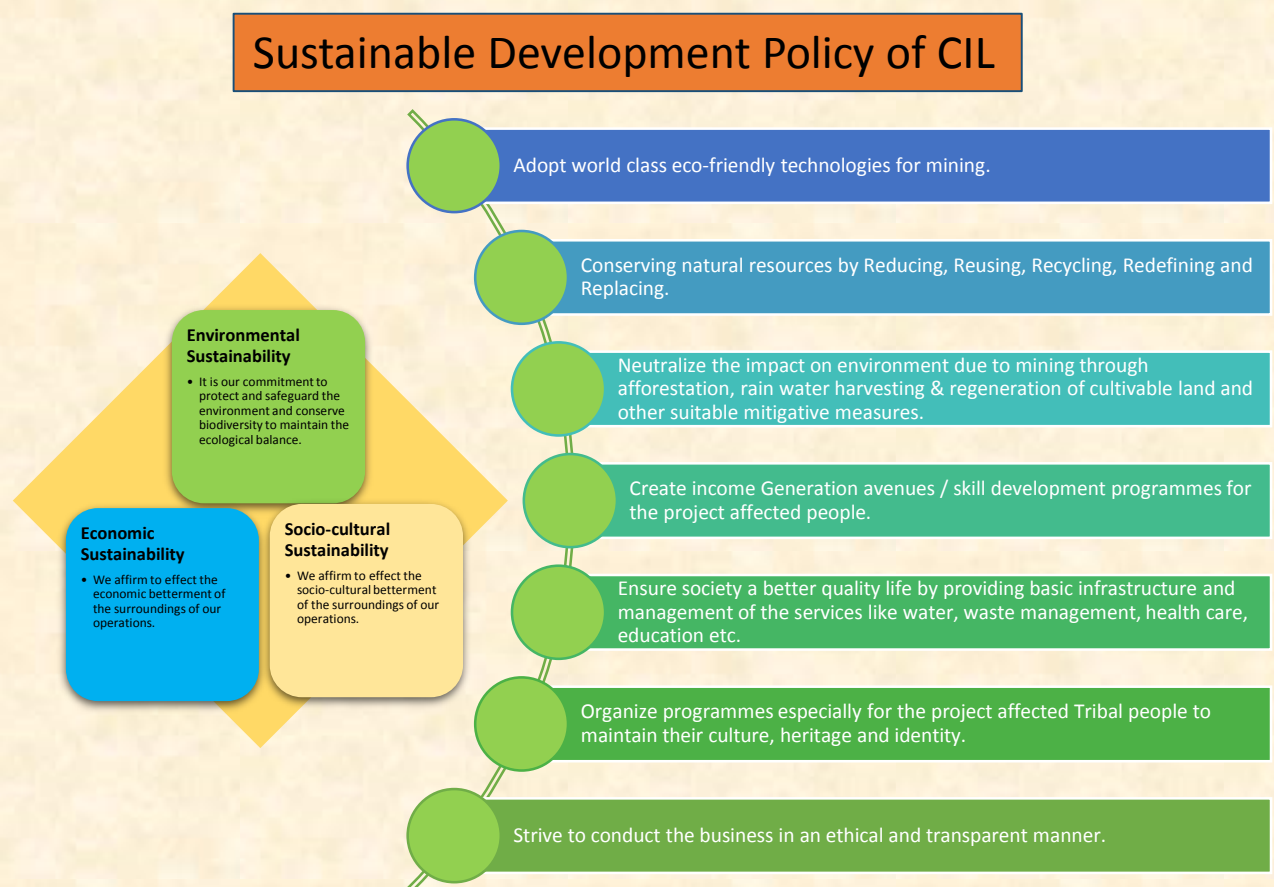 Sustainable Development Policy of CIL
Environmental
Sustainability
• It is our commitment to
protect and safeguard the
environment and conserve
biodiversity to maintain the
ecological balance.
Economic
Sustainability
• We affirm to effect the
economic betterment of
the surroundings of our
operations.
Socio-cultural
Sustainability
• We affirm to effect the
socio-cultural betterment
of the surroundings of our
operations.
Adopt world class eco-friendly technologies for mining.
Conserving natural resources by Reducing, Reusing, Recycling, Redefining and
Replacing.
Neutralize the impact on environment due to mining through
afforestation, rain water harvesting & regeneration of cultivable land and
other suitable mitigative measures.
Create income Generation avenues / skill development programmes for
the project affected people.
Ensure society a better quality life by providing basic infrastructure and
management of the services like water, waste management, health care,
education etc.
Organize programmes especially for the project affected Tribal people to
maintain their culture, heritage and identity.
Strive to conduct the business in an ethical and transparent manner.